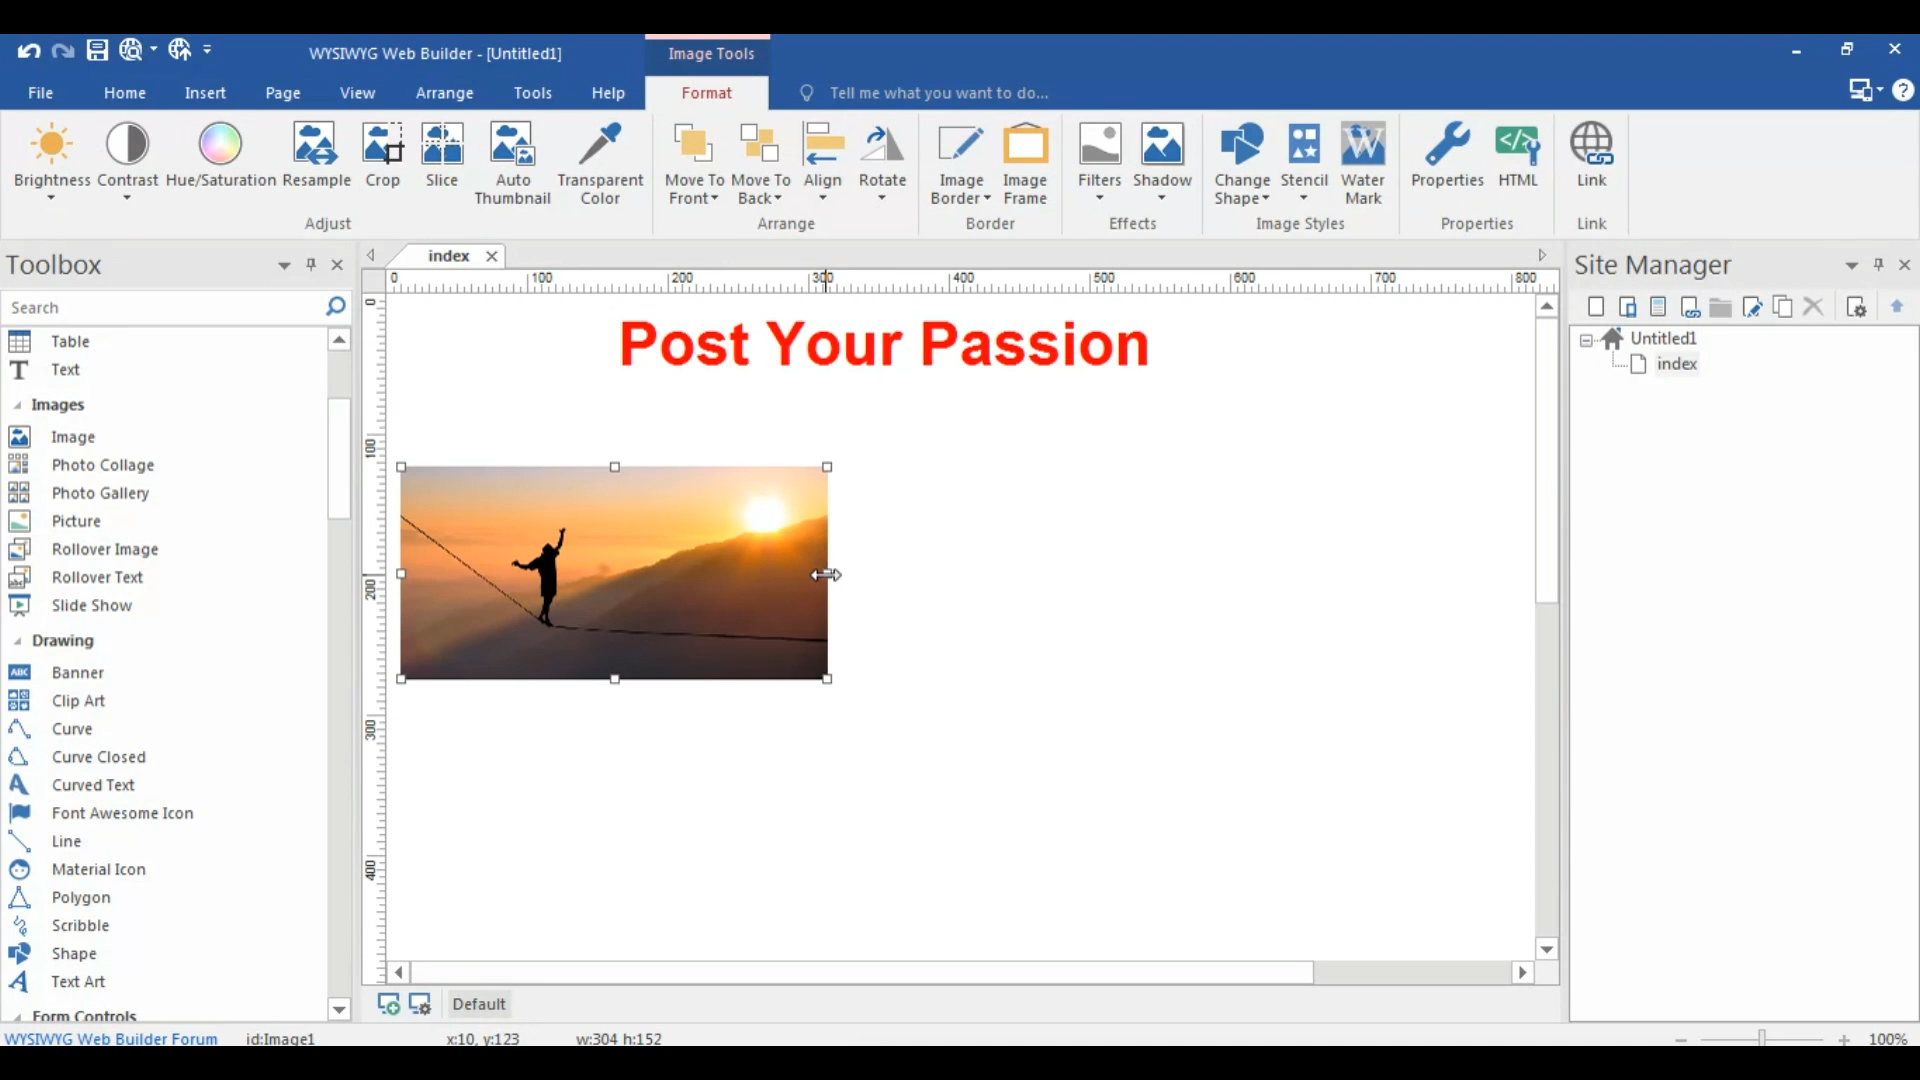 WYSIWYG Web Builder - [Untitled1]
Image Tools
File Home Insert Page View Arrange Tools Help Format Tell me what you want to do...
Brightness Contrast Hue/Saturation Resample Crop Slice Auto Thumbnail Transparent Color
Adjust
Move To Front Move To Back Align Rotate
Arrange
Image Border Image Frame
Border
Filters Shadow
Effects
Change Shape Stencil Water Mark
Image Styles
Properties HTML
Properties
Link
Link
Toolbox
Search
Table
Text
Images
Image
Photo Collage
Photo Gallery
Picture
Rollover Image
Rollover Text
Slide Show
Drawing
Banner
Clip Art
Curve
Curve Closed
Curved Text
Font Awesome Icon
Line
Material Icon
Polygon
Scribble
Shape
Text Art
Form Controls
index
0 100 200 300 400 500 600 700 800
0
100
200
300
400
Post Your Passion
Default
Site Manager
Untitled1
index
WYSIWYG Web Builder Forum id:Image1 x:10, y:123 w:304 h:152 100%